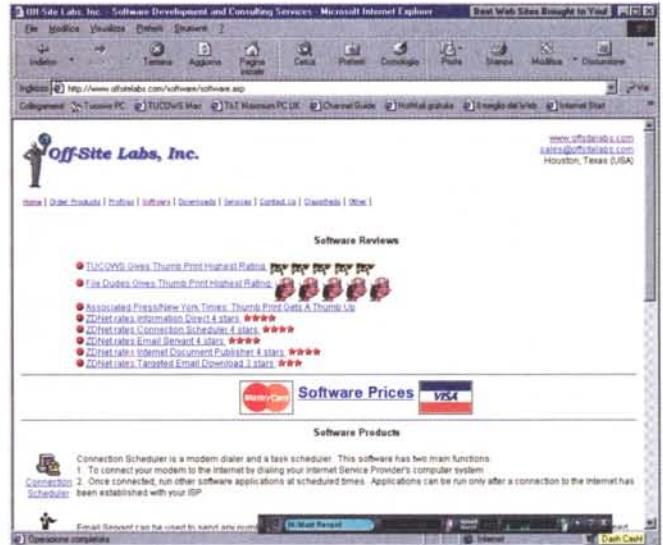 Off-Site Labs, Inc. - Software Development and Consulting Services - Microsoft Internet Explorer
Best Web Sites Brought to You!
File Modifica Visualizza Preferiti Strumenti ?
Indietro Termina Aggiorna Pagina iniziale Cerca Preferiti Cronologia Posta Stampa Modifica Discussione
Indirizzo http://www.offsitelabs.com/software/software.asp Vai
Collegamenti Tucows PC TUCOWS Mac T&T Maximum PC UK Channel Guide HotMail gratuita Il meglio del Web Internet Start
Off-Site Labs, Inc.
www.offsitelabs.com
sales@offsitelabs.com
Houston, Texas (USA)
Home | Order Products | Profiles | Software | Downloads | Services | Contact Us | Classifieds | Other |
Software Reviews
TUCOWS Gives Thumb Print Highest Rating
File Dudes Gives Thumb Print Highest Rating
Associated Press/New York Times: Thumb Print Gets A Thumb Up
ZDNet rates Information Direct 4 stars
ZDNet rates Connection Scheduler 4 stars
ZDNet rates Email Servant 4 stars
ZDNet rates Internet Document Publisher 4 stars
ZDNet rates Targeted Email Download 3 stars
MasterCard Software Prices VISA
Software Products
Connection Scheduler
Connection Scheduler is a modem dialer and a task scheduler. This software has two main functions:
1. To connect your modem to the Internet by dialing your Internet Service Provider's computer system
2. Once connected, run other software applications at scheduled times. Applications can be run only after a connection to the Internet has been established with your ISP
Email Servant can be used to send any
Operazione completata
Internet
Dash Cash!